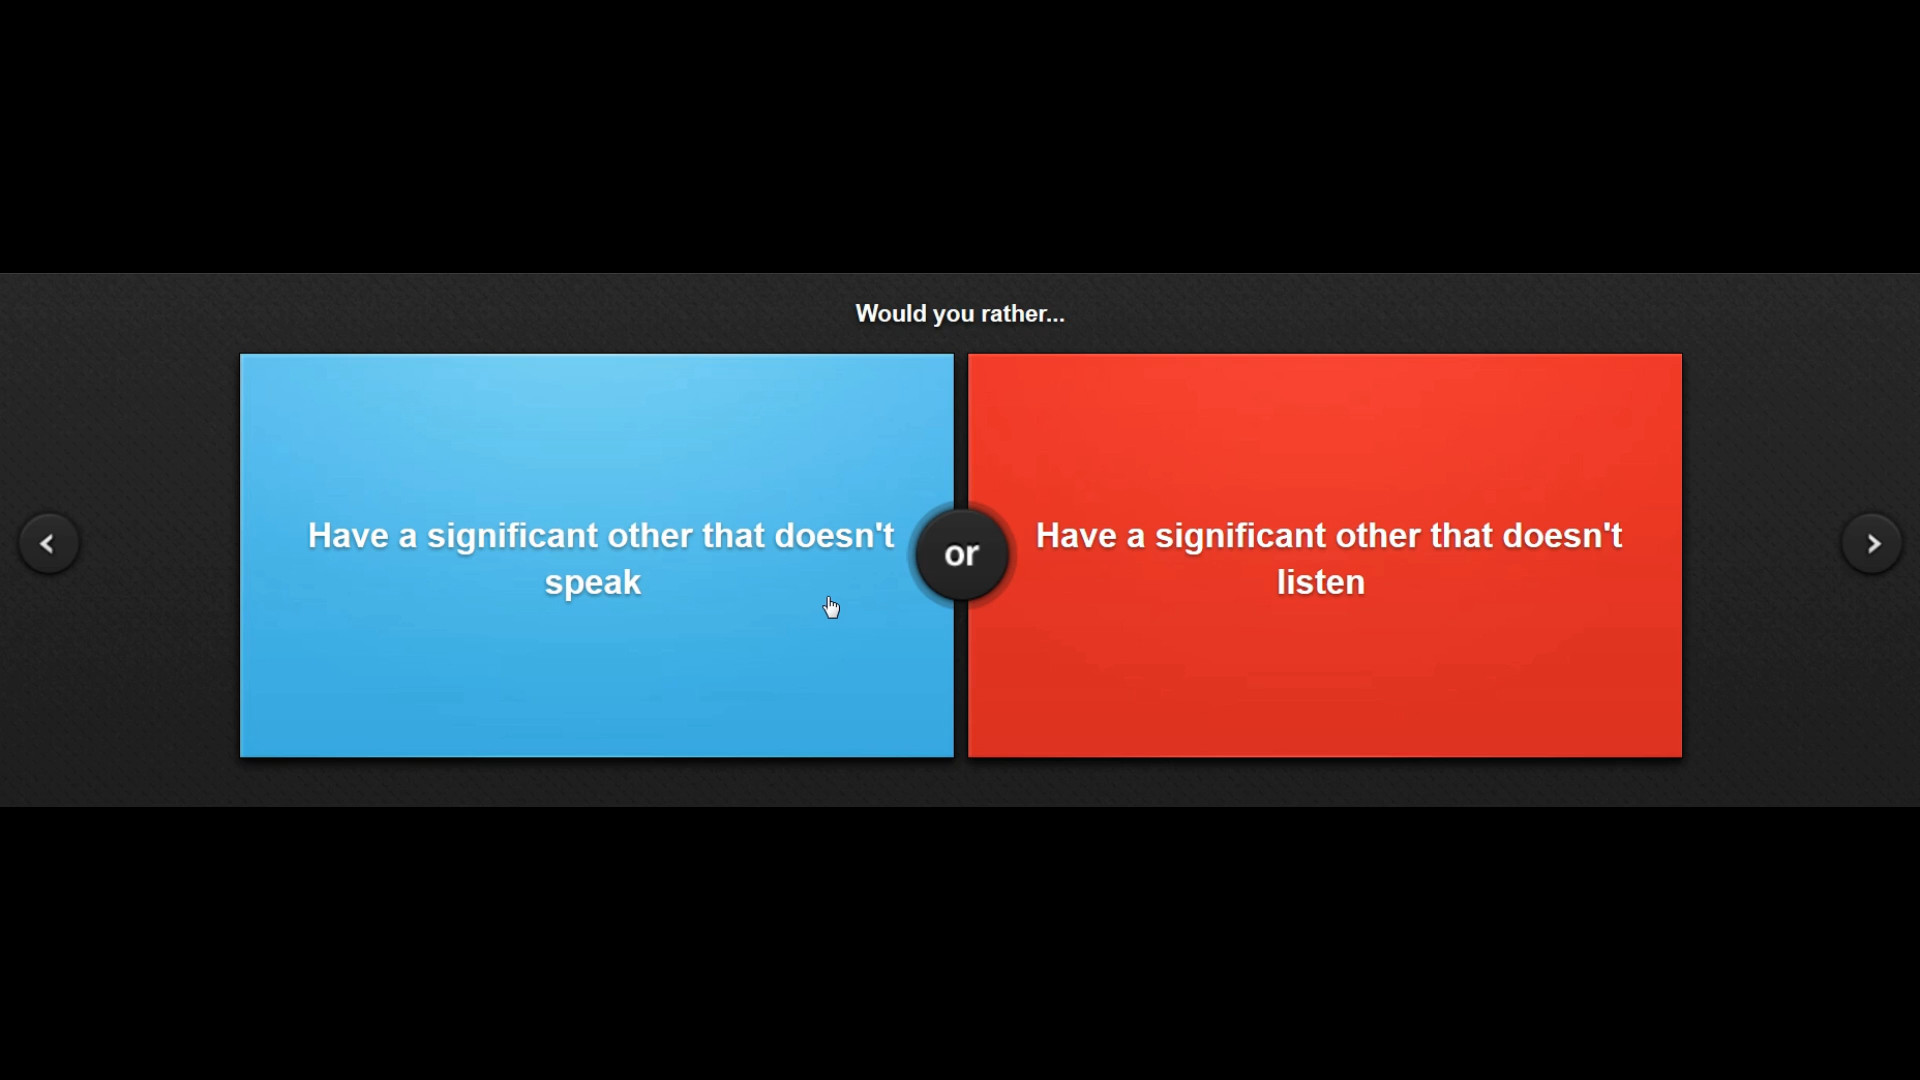 Would you rather...
Have a significant other that doesn't
speak
or
Have a significant other that doesn't
listen